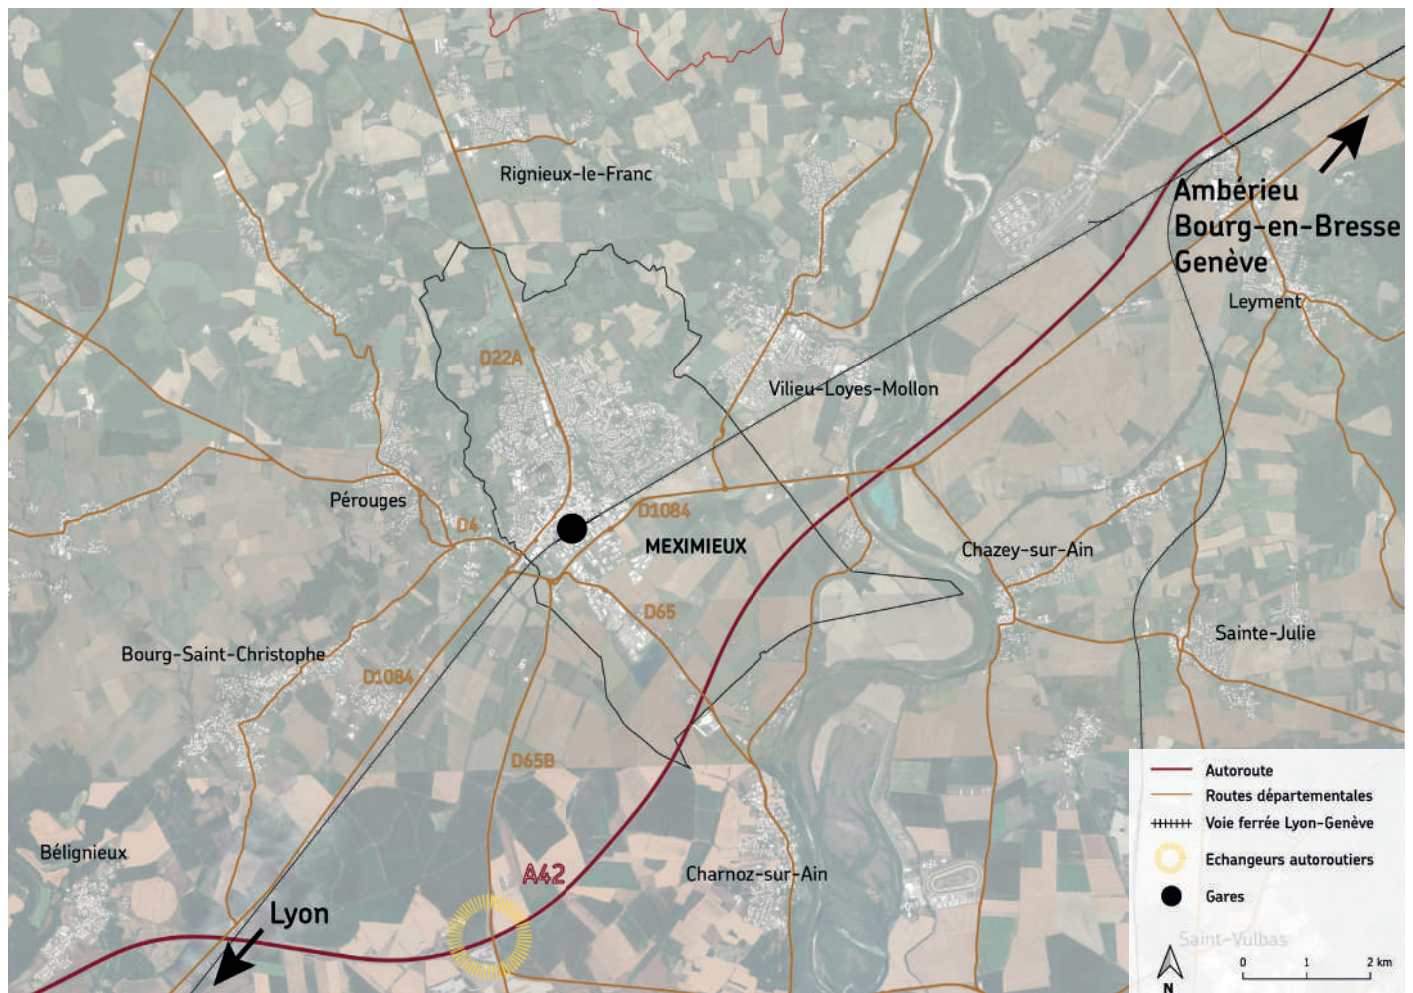 Rignieux-le-Franc
Ambérieu
Bourg-en-Bresse
Genève
Leyment
D22A
Vilieu-Loyes-Mollon
Pérouges
D4
D1084
MEXIMIEUX
Chazey-sur-Ain
D65
Sainte-Julie
Bourg-Saint-Christophe
D1084
D65B
Bélignieux
A42
Charnoz-sur-Ain
Lyon
Autoroute
Routes départementales
Voie ferrée Lyon-Genève
Echangeurs autoroutiers
Gares
Saint-Vulbas
N
0 1 2 km